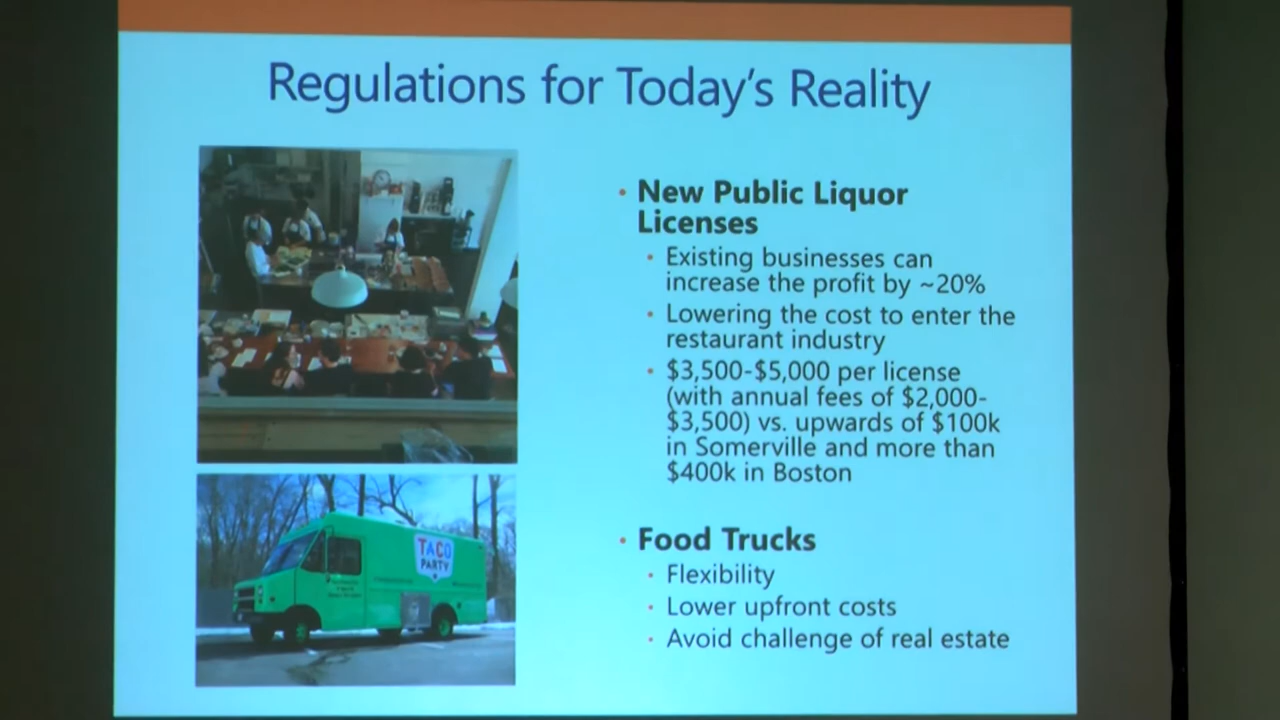 Regulations for Today's Reality
• New Public Liquor
Licenses
• Existing businesses can
increase the profit by ~20%
• Lowering the cost to enter the
restaurant industry
• $3,500-$5,000 per license
(with annual fees of $2,000-
$3,500) vs. upwards of $100k
in Somerville and more than
$400k in Boston
TACO
PARTY
• Food Trucks
• Flexibility
• Lower upfront costs
• Avoid challenge of real estate